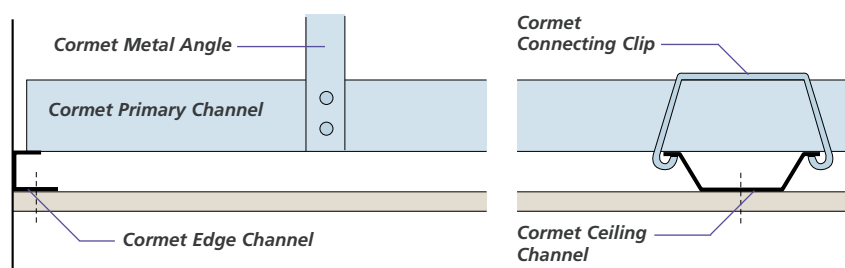 Cormet Metal Angle
Cormet Primary Channel
Cormet Edge Channel
Cormet
Connecting Clip
Cormet Ceiling
Channel